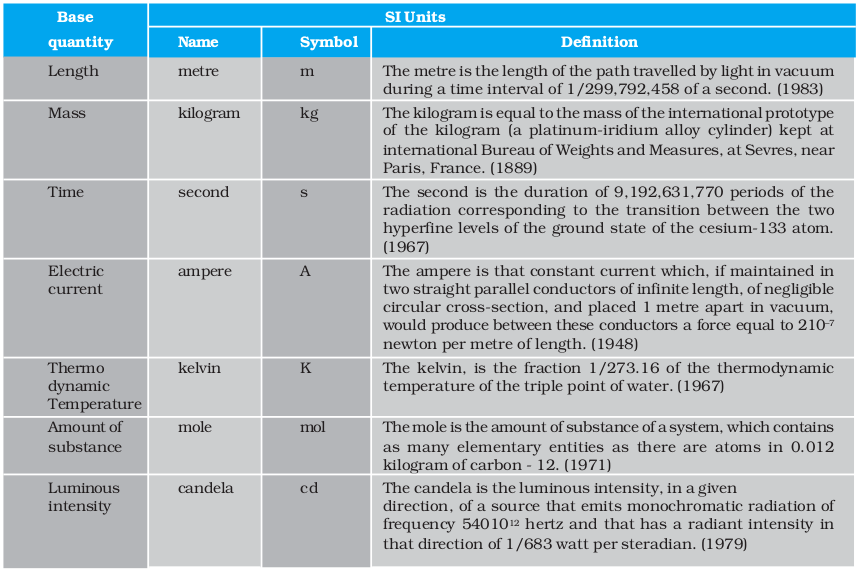 Base
quantity
SI Units
Name
Symbol
Definition
Length
metre
m
The metre is the length of the path travelled by light in vacuum
during a time interval of 1/299,792,458 of a second. (1983)
Mass
kilogram
kg
The kilogram is equal to the mass of the international prototype
of the kilogram (a platinum-iridium alloy cylinder) kept at
international Bureau of Weights and Measures, at Sevres, near
Paris, France. (1889)
Time
second
s
The second is the duration of 9,192,631,770 periods of the
radiation corresponding to the transition between the two
hyperfine levels of the ground state of the cesium-133 atom.
(1967)
Electric
current
ampere
A
The ampere is that constant current which, if maintained in
two straight parallel conductors of infinite length, of negligible
circular cross-section, and placed 1 metre apart in vacuum,
would produce between these conductors a force equal to 210⁻⁷
newton per metre of length. (1948)
Thermo
dynamic
Temperature
kelvin
K
The kelvin, is the fraction 1/273.16 of the thermodynamic
temperature of the triple point of water. (1967)
Amount of
substance
mole
mol
The mole is the amount of substance of a system, which contains
as many elementary entities as there are atoms in 0.012
kilogram of carbon - 12. (1971)
Luminous
intensity
candela
cd
The candela is the luminous intensity, in a given
direction, of a source that emits monochromatic radiation of
frequency 54010¹² hertz and that has a radiant intensity in
that direction of 1/683 watt per steradian. (1979)